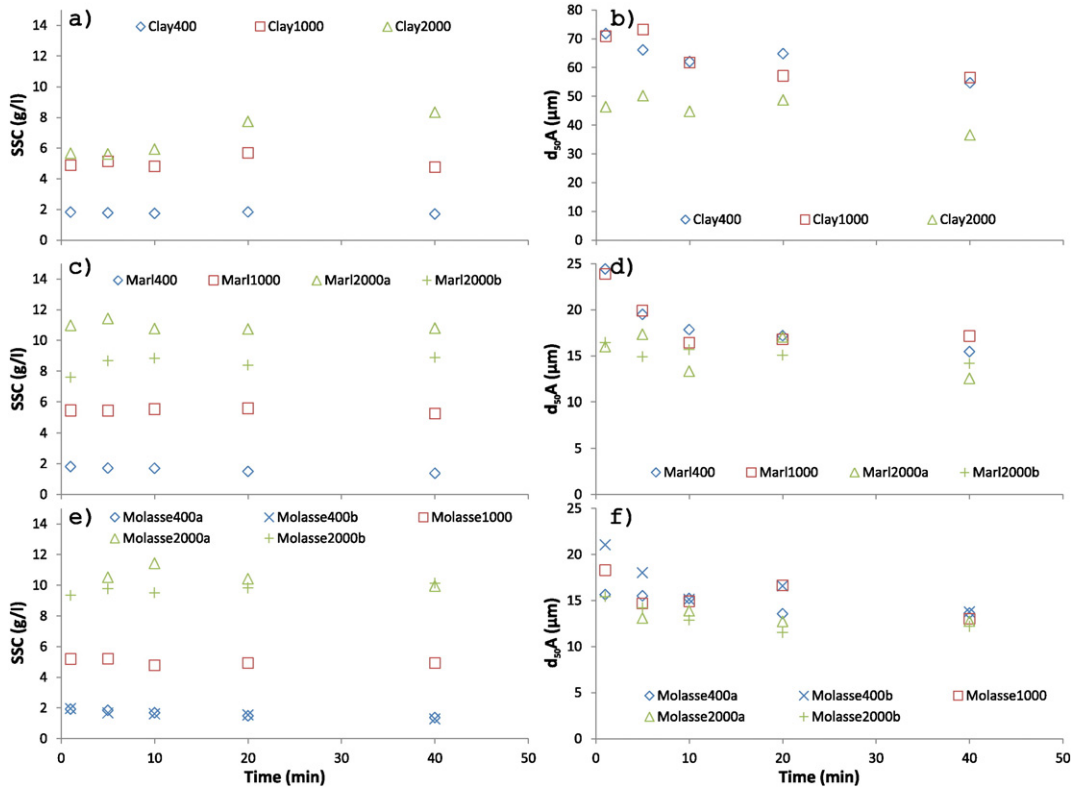 a)
Clay400 Clay1000 Clay2000
SSC (g/l)
14
12
10
8
6
4
2
0
b)
80
70
60
50
40
30
20
10
0
d₅₀A (µm)
Clay400 Clay1000 Clay2000
c)
Marl400 Marl1000 Marl2000a Marl2000b
SSC (g/l)
14
12
10
8
6
4
2
0
d)
25
20
15
10
5
0
d₅₀A (µm)
Marl400 Marl1000 Marl2000a Marl2000b
e)
Molasse400a Molasse400b Molasse1000
Molasse2000a Molasse2000b
SSC (g/l)
14
12
10
8
6
4
2
0
0 10 20 30 40
Time (min)
f)
25
20
15
10
5
0
d₅₀A (µm)
Molasse400a Molasse400b Molasse1000
Molasse2000a Molasse2000b
0 10 20 30 40 50
Time (min)